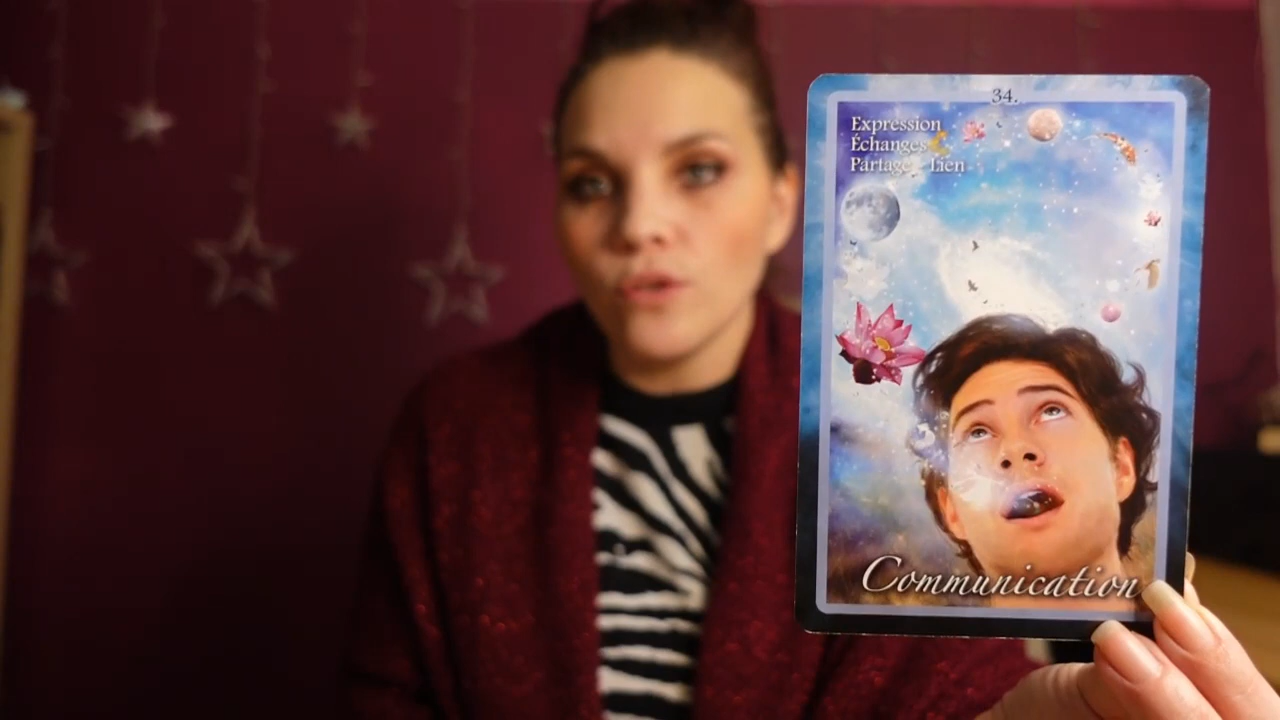 34.
Expression
Échanges
Partage Lien
Communication